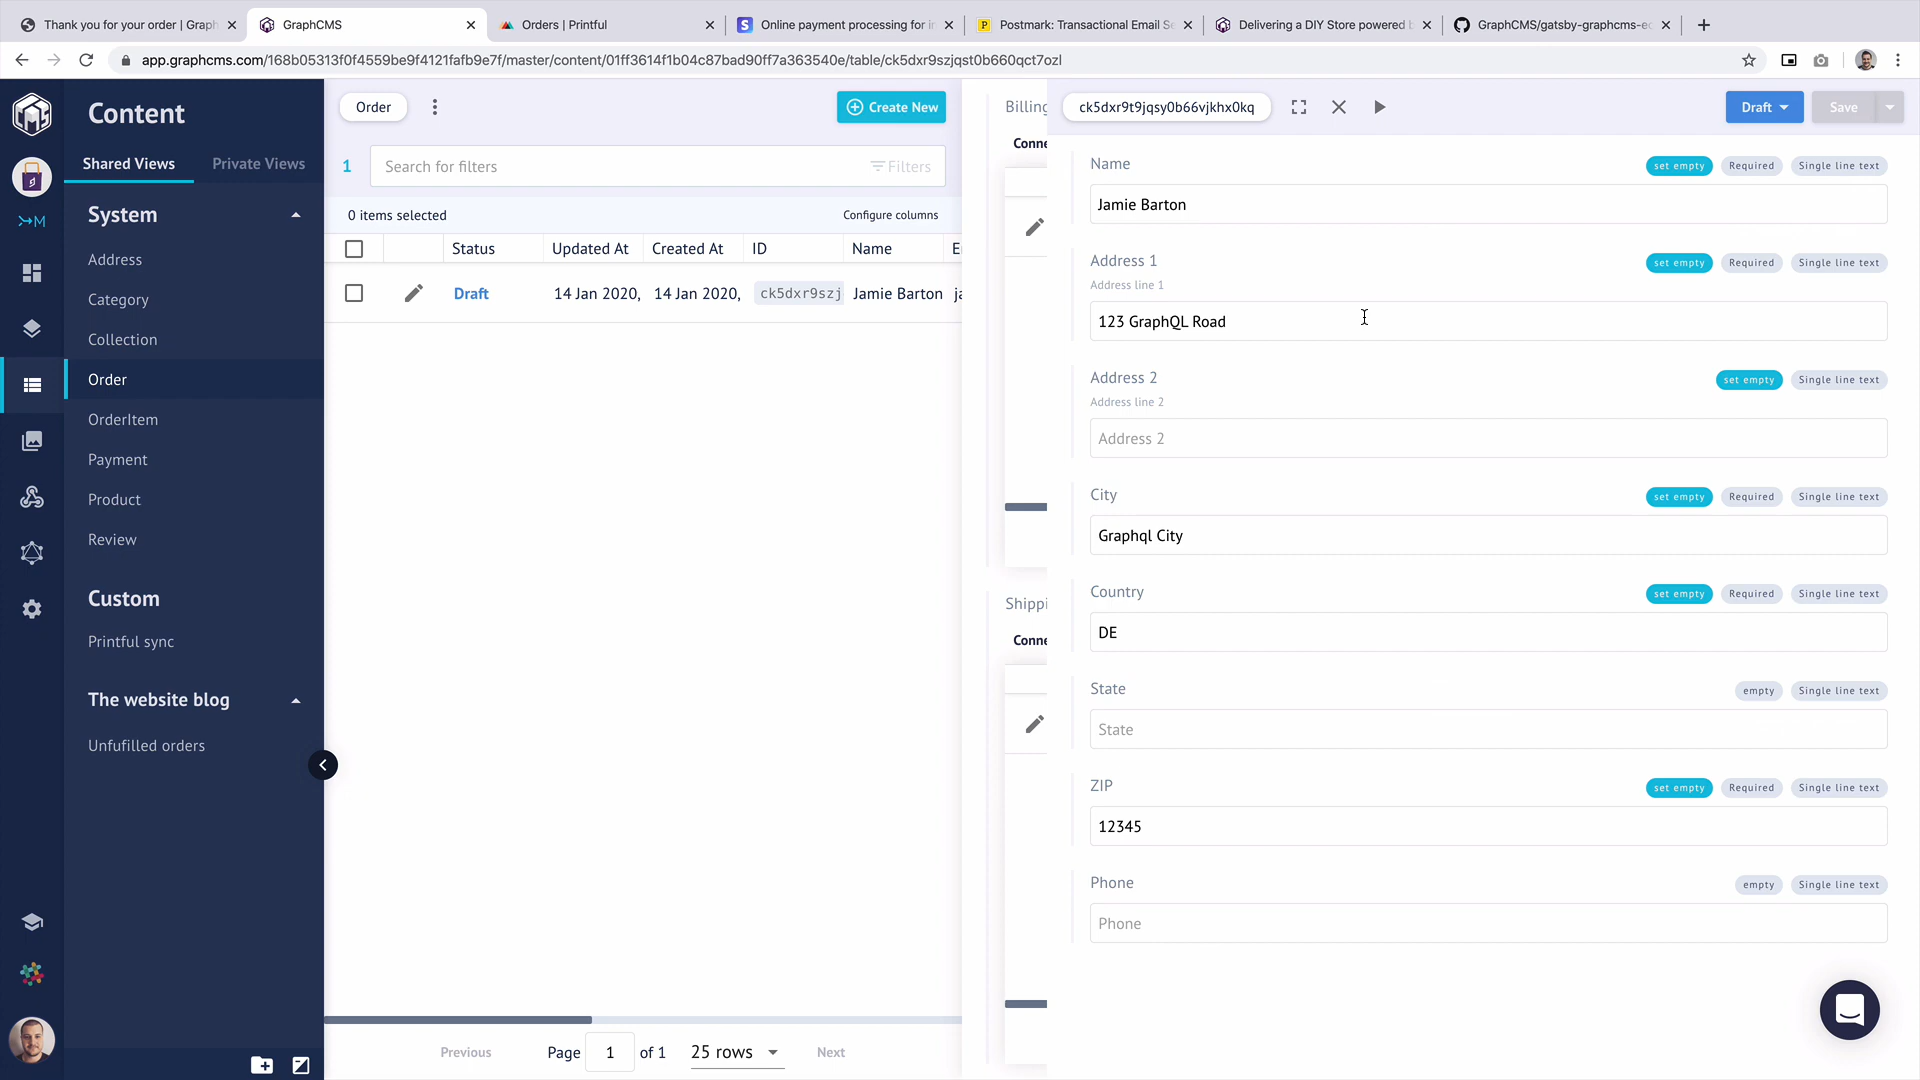 Thank you for your order | Graph
GraphCMS
Orders | Printful
Online payment processing for in
Postmark: Transactional Email Se
Delivering a DIY Store powered b
GraphCMS/gatsby-graphcms-ec
app.graphcms.com/168b05313f0f4559be9f4121fafb9e7f/master/content/01ff3614f1b04c87bad90ff7a363540e/table/ck5dxr9szjqst0b660qct7ozl
Content
Shared Views
Private Views
System
Address
Category
Collection
Order
OrderItem
Payment
Product
Review
Custom
Printful sync
The website blog
Unfufilled orders
M
Order
Create New
1
Search for filters
Filters
0 items selected
Configure columns
Status Updated At Created At ID Name E
Draft 14 Jan 2020, 14 Jan 2020, ck5dxr9szj Jamie Barton ja
Previous
Page 1 of 1
25 rows
Next
Billing
Conne
Shippi
Conne
ck5dxr9t9jqsy0b66vjkhx0kq
Draft
Save
Name
set empty Required Single line text
Jamie Barton
Address 1
set empty Required Single line text
Address line 1
123 GraphQL Road
Address 2
set empty Single line text
Address line 2
Address 2
City
set empty Required Single line text
Graphql City
Country
set empty Required Single line text
DE
State
empty Single line text
State
ZIP
set empty Required Single line text
12345
Phone
empty Single line text
Phone